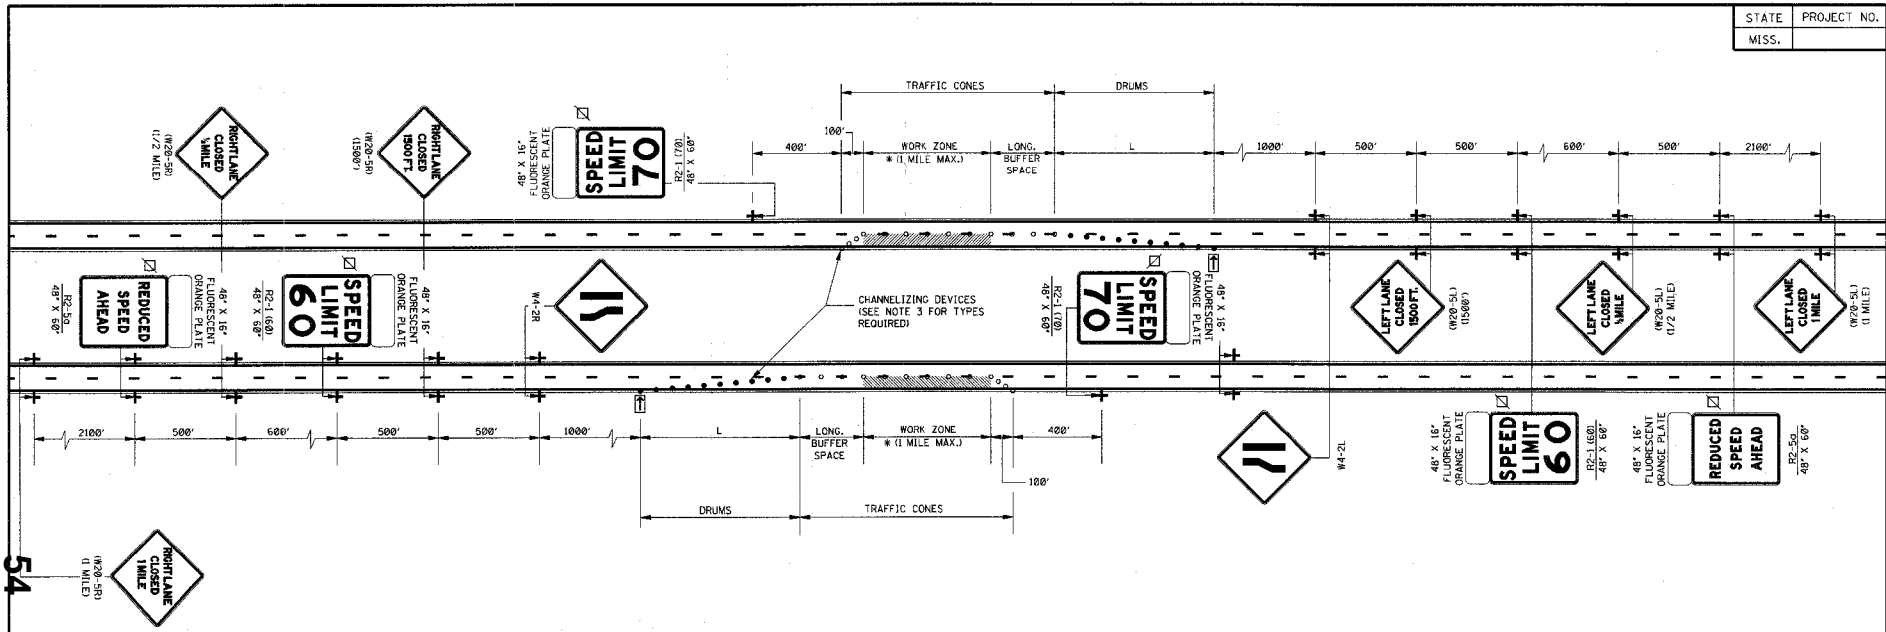 STATE PROJECT NO.
MISS.
TRAFFIC CONES DRUMS
100'
400' WORK ZONE LONG. L 1000' 500' 500' 600' 500' 2100'
* (1 MILE MAX.) BUFFER
SPACE
RIGHT LANE
CLOSED
½ MILE
(W20-5R)
(1/2 MILE)
RIGHT LANE
CLOSED
1500 FT.
(W20-5R)
(1500')
SPEED
LIMIT
70
R2-1 (70)
48" X 60"
48" X 16"
FLUORESCENT
ORANGE PLATE
REDUCED
SPEED
AHEAD
R2-5a
48" X 60"
48" X 16"
FLUORESCENT
ORANGE PLATE
SPEED
LIMIT
60
R2-1 (60)
48" X 60"
48" X 16"
FLUORESCENT
ORANGE PLATE
W4-2R
CHANNELIZING DEVICES
(SEE NOTE 3 FOR TYPES
REQUIRED)
SPEED
LIMIT
70
R2-1 (70)
48" X 60"
48" X 16"
FLUORESCENT
ORANGE PLATE
LEFT LANE
CLOSED
1500 FT.
(W20-5L)
(1500')
LEFT LANE
CLOSED
½ MILE
(W20-5L)
(1/2 MILE)
LEFT LANE
CLOSED
1 MILE
(W20-5L)
(1 MILE)
2100' 500' 600' 500' 500' 1000' L LONG. WORK ZONE 400'
BUFFER * (1 MILE MAX.)
SPACE
100'
DRUMS TRAFFIC CONES
W4-2L
SPEED
LIMIT
60
R2-1 (60)
48" X 60"
48" X 16"
FLUORESCENT
ORANGE PLATE
REDUCED
SPEED
AHEAD
R2-5a
48" X 60"
48" X 16"
FLUORESCENT
ORANGE PLATE
RIGHT LANE
CLOSED
1 MILE
(W20-5R)
(1 MILE)
54